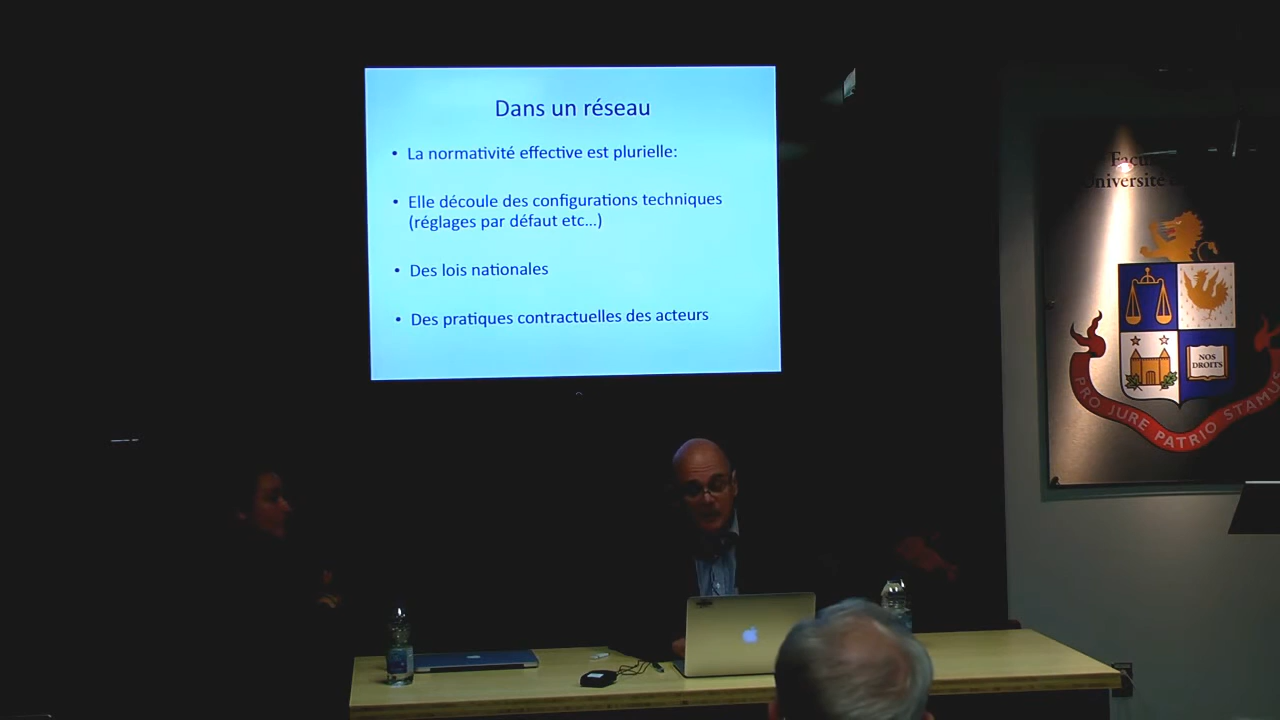 Dans un réseau
• La normativité effective est plurielle:
• Elle découle des configurations techniques
(réglages par défaut etc...)
• Des lois nationales
• Des pratiques contractuelles des acteurs
Université
NOS
DROITS
PRO JURE PATRIO STAMUS